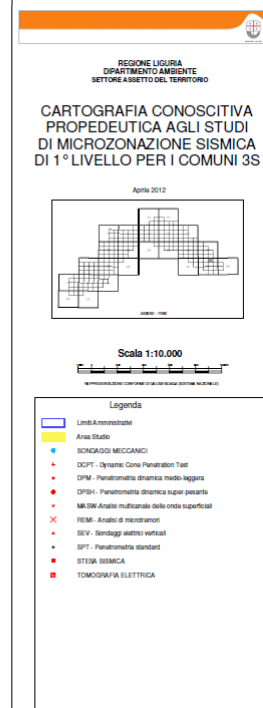 REGIONE LIGURIA
DIPARTIMENTO AMBIENTE
SETTORE ASSETTO DEL TERRITORIO
CARTOGRAFIA CONOSCITIVA
PROPEDEUTICA AGLI STUDI
DI MICROZONAZIONE SISMICA
DI 1° LIVELLO PER I COMUNI 3S
Aprile 2012
Scala 1:10.000
Legenda
Limiti Amministrativi
Area Studio
SONDAGGI MECCANICI
DCPT - Dynamic Cone Penetration Test
DPM - Penetrometria dinamica medio-leggera
DPSH - Penetrometria dinamica super-pesante
MASW-Analisi multicanale delle onde superficiali
REMI - Analisi di microtremori
SEV - Sondaggi elettrici verticali
SPT - Penetrometria standard
STESA SISMICA
TOMOGRAFIA ELETTRICA